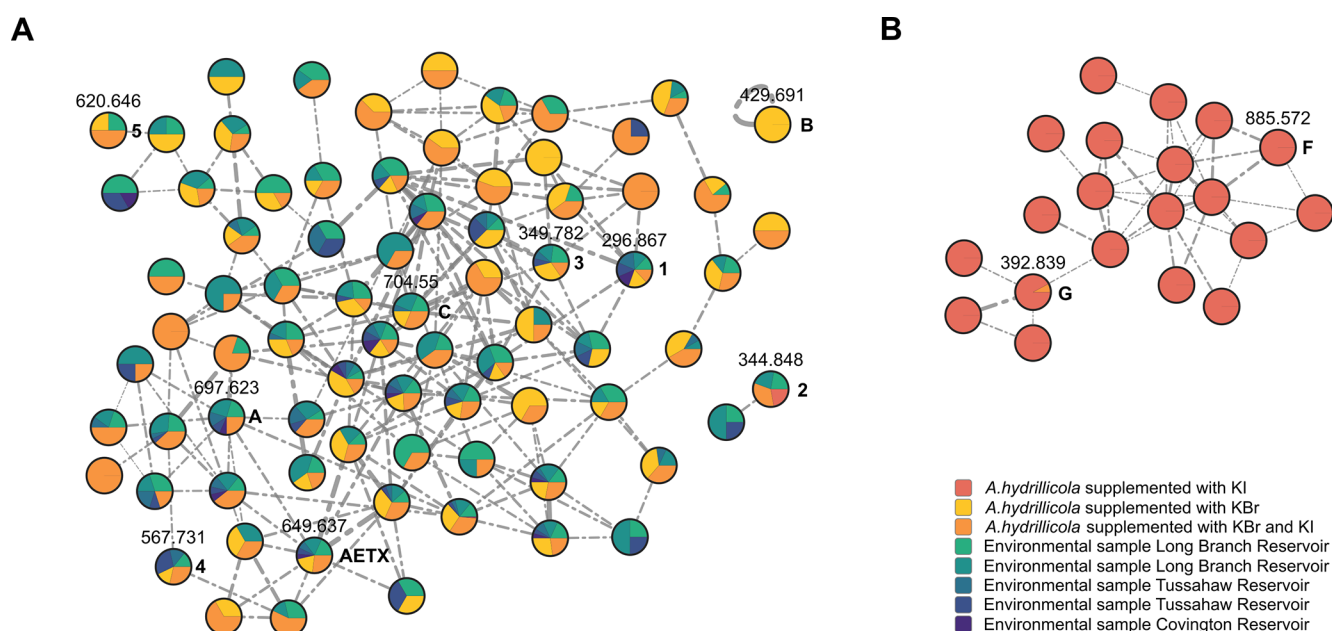 A
B
620.646
5
429.691
B
885.572
F
349.782
3
296.867
1
704.55
C
392.839
G
344.848
2
697.623
A
649.637
AETX
567.731
4
A.hydrillicola supplemented with KI
A.hydrillicola supplemented with KBr
A.hydrillicola supplemented with KBr and KI
Environmental sample Long Branch Reservoir
Environmental sample Long Branch Reservoir
Environmental sample Tussahaw Reservoir
Environmental sample Tussahaw Reservoir
Environmental sample Covington Reservoir